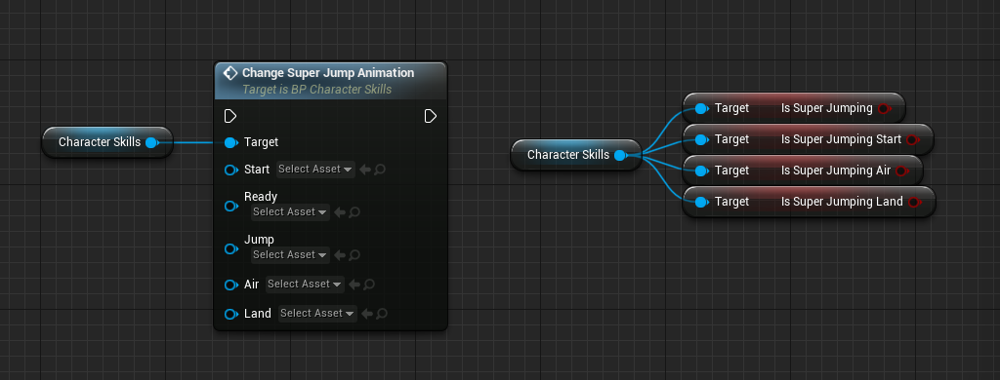 Change Super Jump Animation
Target is BP Character Skills
Character Skills
Target
Start Select Asset
Ready
Select Asset
Jump
Select Asset
Air Select Asset
Land Select Asset
Character Skills
Target Is Super Jumping
Target Is Super Jumping Start
Target Is Super Jumping Air
Target Is Super Jumping Land